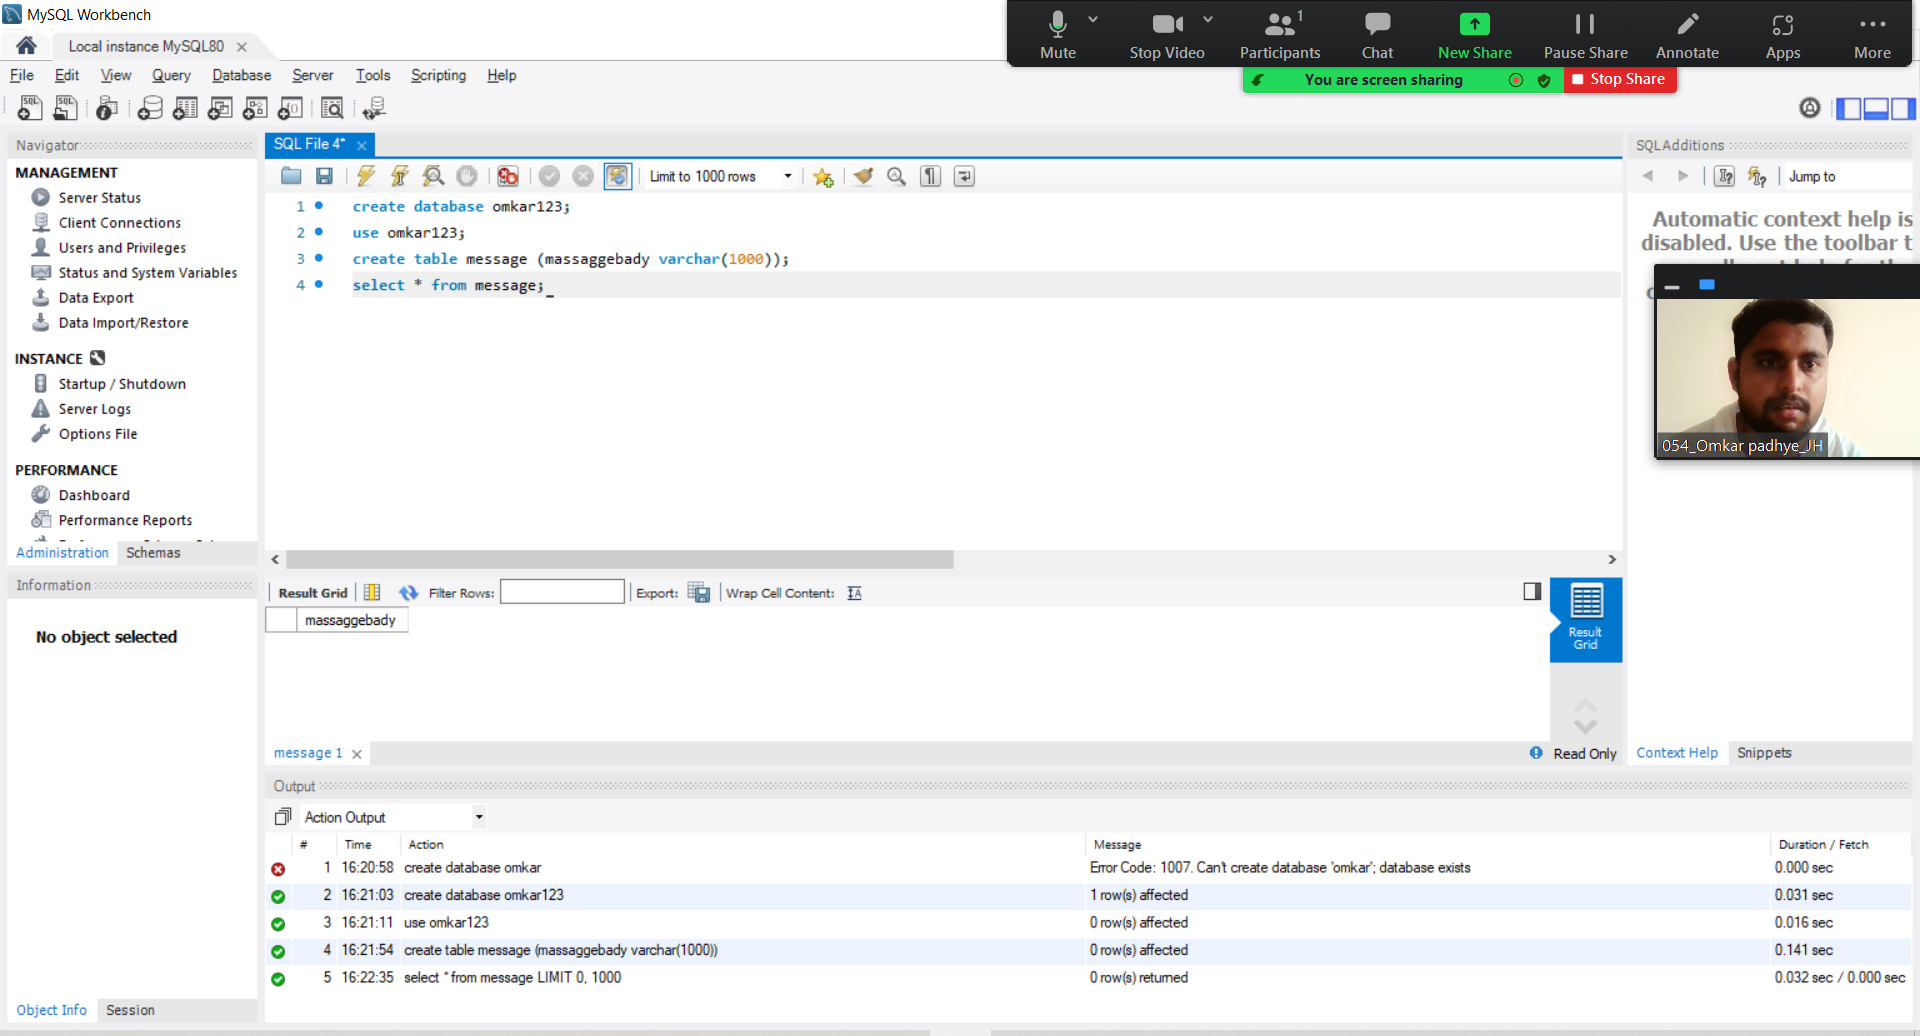 MySQL Workbench
Local instance MySQL80
File Edit View Query Database Server Tools Scripting Help
Mute Stop Video Participants 1 Chat New Share Pause Share Annotate Apps More
You are screen sharing Stop Share
Navigator
MANAGEMENT
Server Status
Client Connections
Users and Privileges
Status and System Variables
Data Export
Data Import/Restore
INSTANCE
Startup / Shutdown
Server Logs
Options File
PERFORMANCE
Dashboard
Performance Reports
Administration Schemas
Information
No object selected
Object Info Session
SQL File 4*
Limit to 1000 rows
1 create database omkar123;
2 use omkar123;
3 create table message (massaggebady varchar(1000));
4 select * from message;
Result Grid Filter Rows: Export: Wrap Cell Content:
massaggebady
Result
Grid
message 1
Read Only
SQLAdditions
Jump to
Automatic context help is
disabled. Use the toolbar t
054_Omkar padhye_JH
Context Help Snippets
Output
Action Output
# Time Action Message Duration / Fetch
1 16:20:58 create database omkar Error Code: 1007. Can't create database 'omkar'; database exists 0.000 sec
2 16:21:03 create database omkar123 1 row(s) affected 0.031 sec
3 16:21:11 use omkar123 0 row(s) affected 0.016 sec
4 16:21:54 create table message (massaggebady varchar(1000)) 0 row(s) affected 0.141 sec
5 16:22:35 select * from message LIMIT 0, 1000 0 row(s) returned 0.032 sec / 0.000 sec